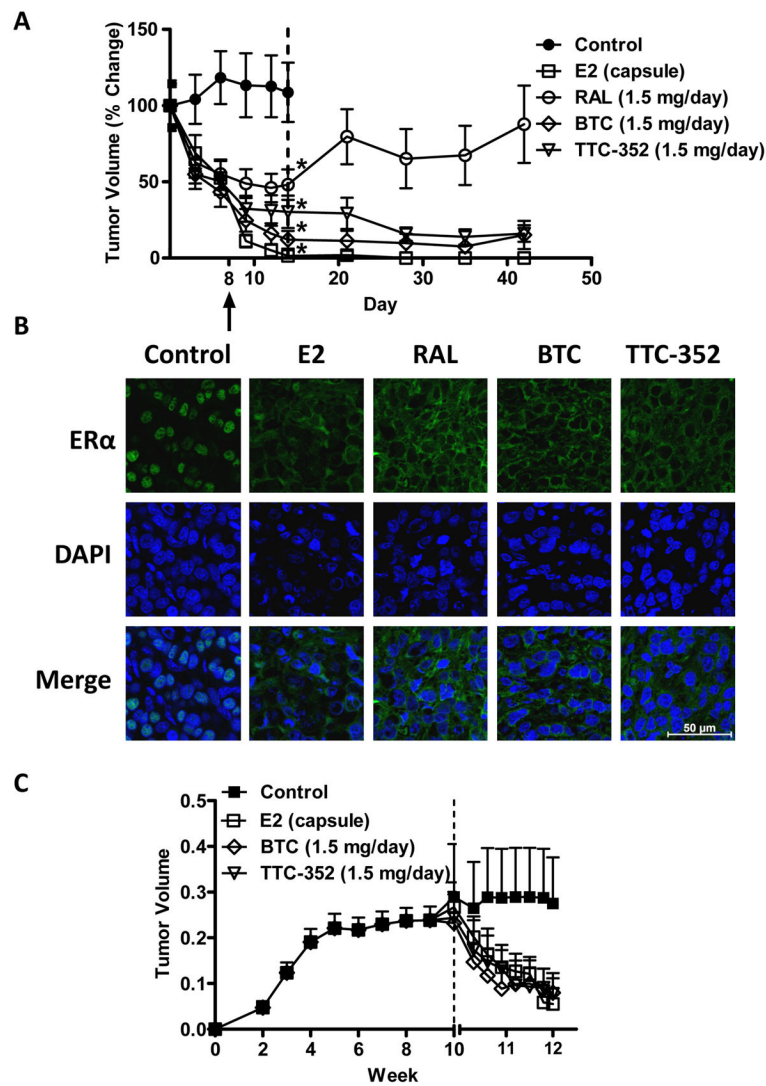 A
Tumor Volume (% Change)
150
100
50
0
8
10
20
30
40
50
Day
*
*
*
*
Control
E2 (capsule)
RAL (1.5 mg/day)
BTC (1.5 mg/day)
TTC-352 (1.5 mg/day)
B
Control E2 RAL BTC TTC-352
ERα
DAPI
Merge
50 µm
C
Control
E2 (capsule)
BTC (1.5 mg/day)
TTC-352 (1.5 mg/day)
Tumor Volume
0.5
0.4
0.3
0.2
0.1
0.0
0 2 4 6 8 10 11 12
Week